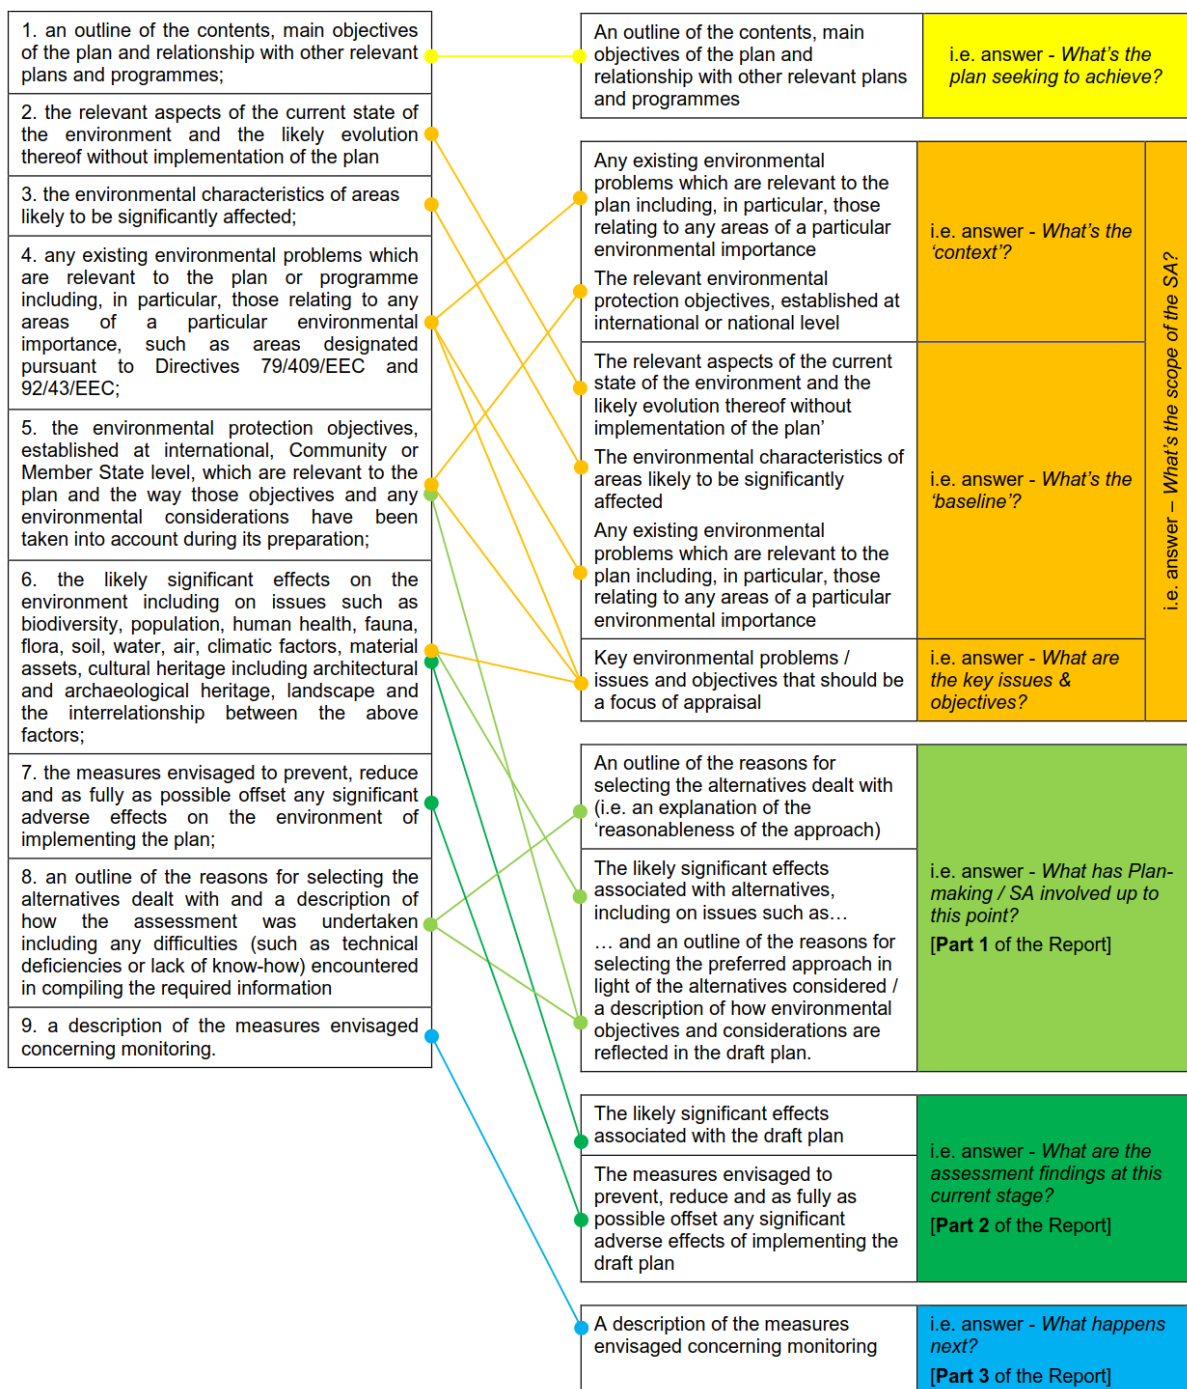 1. an outline of the contents, main objectives
of the plan and relationship with other relevant
plans and programmes;
2. the relevant aspects of the current state of
the environment and the likely evolution
thereof without implementation of the plan
3. the environmental characteristics of areas
likely to be significantly affected;
4. any existing environmental problems which
are relevant to the plan or programme
including, in particular, those relating to any
areas of a particular environmental
importance, such as areas designated
pursuant to Directives 79/409/EEC and
92/43/EEC;
5. the environmental protection objectives,
established at international, Community or
Member State level, which are relevant to the
plan and the way those objectives and any
environmental considerations have been
taken into account during its preparation;
6. the likely significant effects on the
environment including on issues such as
biodiversity, population, human health, fauna,
flora, soil, water, air, climatic factors, material
assets, cultural heritage including architectural
and archaeological heritage, landscape and
the interrelationship between the above
factors;
7. the measures envisaged to prevent, reduce
and as fully as possible offset any significant
adverse effects on the environment of
implementing the plan;
8. an outline of the reasons for selecting the
alternatives dealt with and a description of
how the assessment was undertaken
including any difficulties (such as technical
deficiencies or lack of know-how) encountered
in compiling the required information
9. a description of the measures envisaged
concerning monitoring.
An outline of the contents, main
objectives of the plan and
relationship with other relevant plans
and programmes
i.e. answer - What's the
plan seeking to achieve?
Any existing environmental
problems which are relevant to the
plan including, in particular, those
relating to any areas of a particular
environmental importance
The relevant environmental
protection objectives, established at
international or national level
i.e. answer - What's the
‘context’?
The relevant aspects of the current
state of the environment and the
likely evolution thereof without
implementation of the plan’
The environmental characteristics of
areas likely to be significantly
affected
Any existing environmental
problems which are relevant to the
plan including, in particular, those
relating to any areas of a particular
environmental importance
i.e. answer - What's the
‘baseline’?
Key environmental problems /
issues and objectives that should be
a focus of appraisal
i.e. answer - What are
the key issues &
objectives?
i.e. answer – What's the scope of the SA?
An outline of the reasons for
selecting the alternatives dealt with
(i.e. an explanation of the
‘reasonableness of the approach)
The likely significant effects
associated with alternatives,
including on issues such as…
… and an outline of the reasons for
selecting the preferred approach in
light of the alternatives considered /
a description of how environmental
objectives and considerations are
reflected in the draft plan.
i.e. answer - What has Plan-
making / SA involved up to
this point?
[Part 1 of the Report]
The likely significant effects
associated with the draft plan
The measures envisaged to
prevent, reduce and as fully as
possible offset any significant
adverse effects of implementing the
draft plan
i.e. answer - What are the
assessment findings at this
current stage?
[Part 2 of the Report]
A description of the measures
envisaged concerning monitoring
i.e. answer - What happens
next?
[Part 3 of the Report]